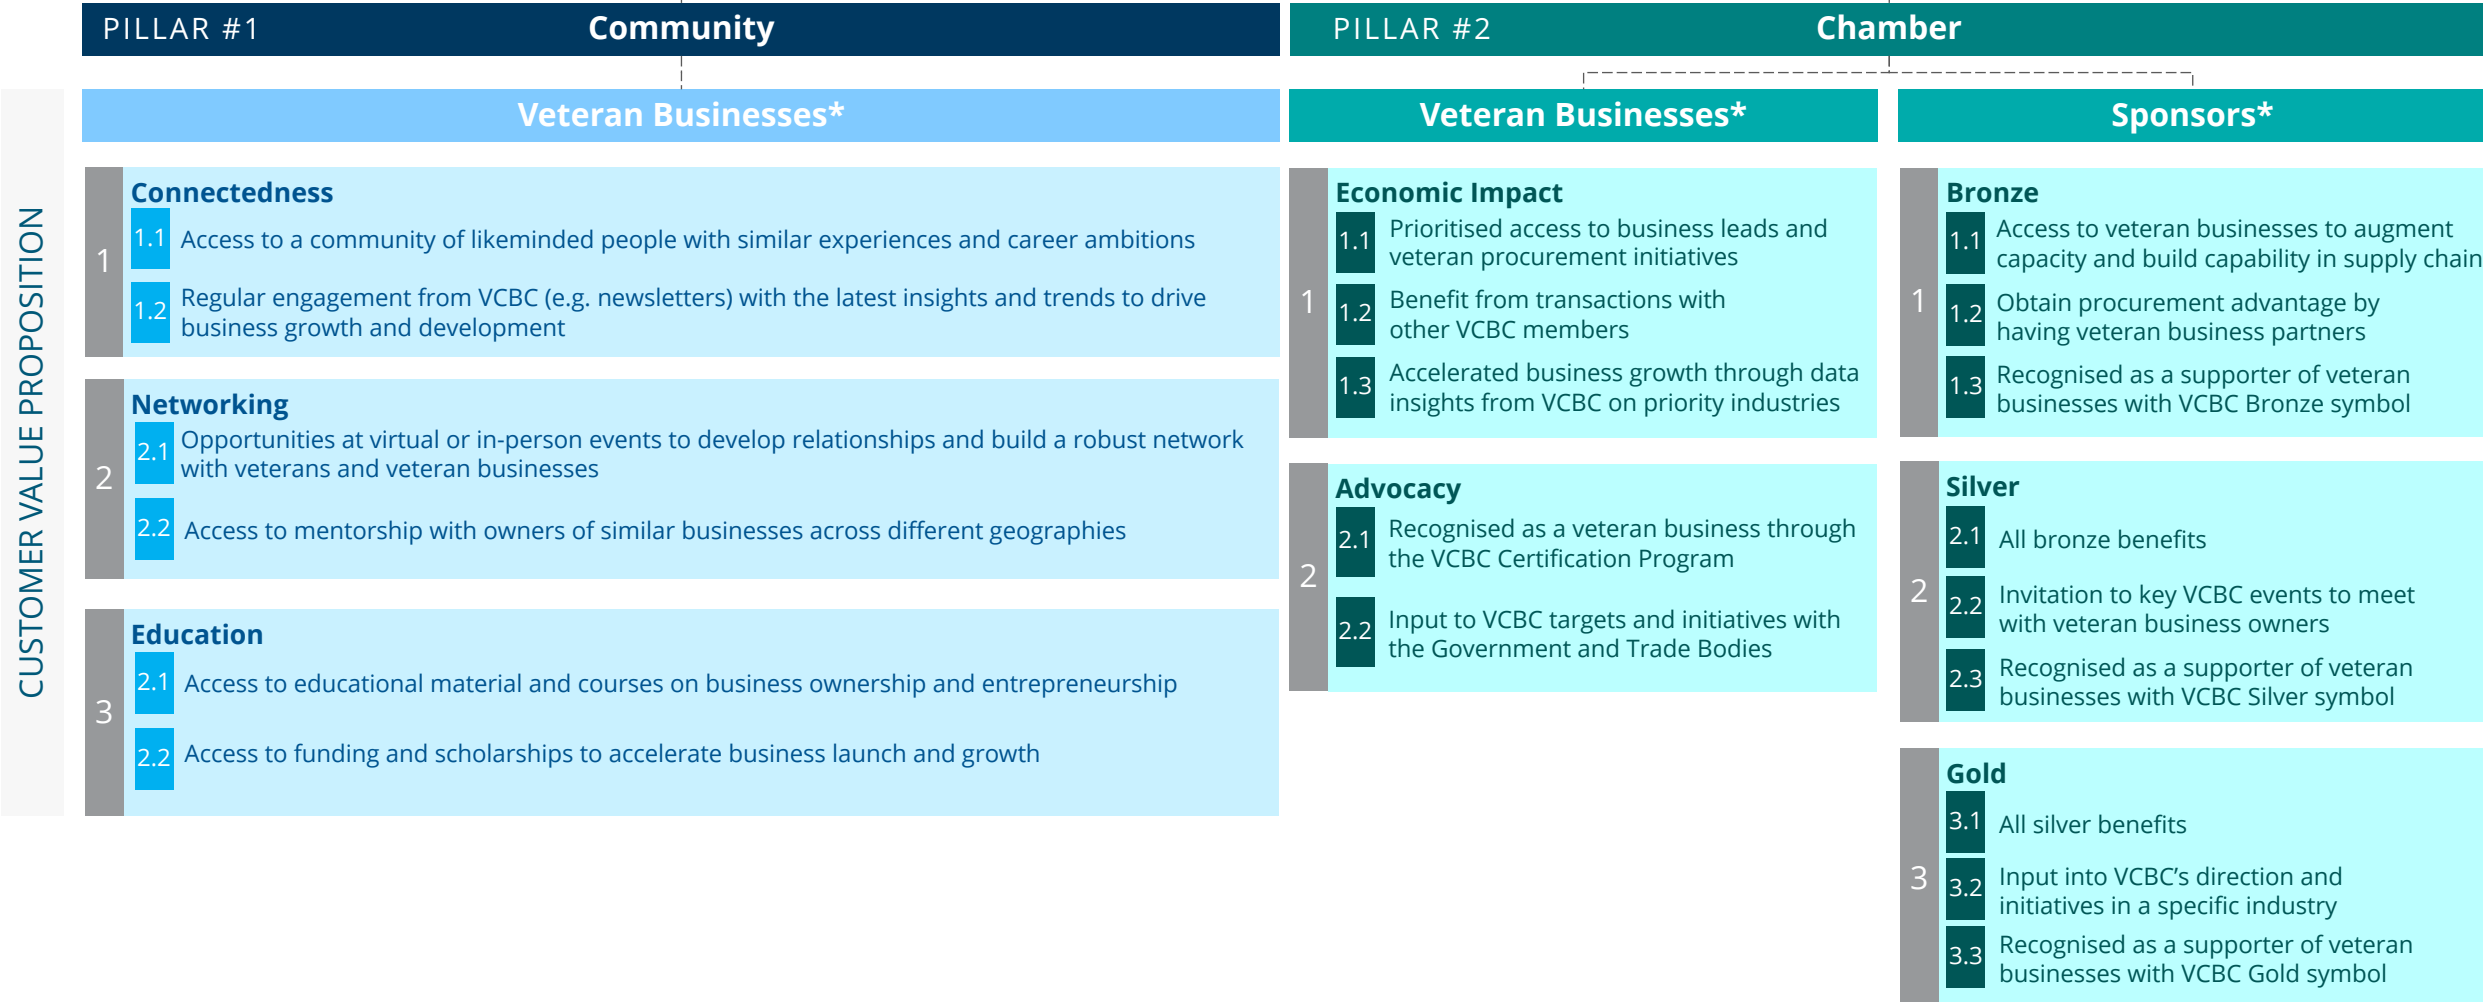 PILLAR #1
Community
PILLAR #2
Chamber
CUSTOMER VALUE PROPOSITION
Veteran Businesses*
1
Connectedness
1.1
Access to a community of likeminded people with similar experiences and career ambitions
1.2
Regular engagement from VCBC (e.g. newsletters) with the latest insights and trends to drive
business growth and development
2
Networking
2.1
Opportunities at virtual or in-person events to develop relationships and build a robust network
with veterans and veteran businesses
2.2
Access to mentorship with owners of similar businesses across different geographies
3
Education
2.1
Access to educational material and courses on business ownership and entrepreneurship
2.2
Access to funding and scholarships to accelerate business launch and growth
Veteran Businesses*
1
Economic Impact
1.1
Prioritised access to business leads and
veteran procurement initiatives
1.2
Benefit from transactions with
other VCBC members
1.3
Accelerated business growth through data
insights from VCBC on priority industries
2
Advocacy
2.1
Recognised as a veteran business through
the VCBC Certification Program
2.2
Input to VCBC targets and initiatives with
the Government and Trade Bodies
Sponsors*
1
Bronze
1.1
Access to veteran businesses to augment
capacity and build capability in supply chain
1.2
Obtain procurement advantage by
having veteran business partners
1.3
Recognised as a supporter of veteran
businesses with VCBC Bronze symbol
2
Silver
2.1
All bronze benefits
2.2
Invitation to key VCBC events to meet
with veteran business owners
2.3
Recognised as a supporter of veteran
businesses with VCBC Silver symbol
3
Gold
3.1
All silver benefits
3.2
Input into VCBC’s direction and
initiatives in a specific industry
3.3
Recognised as a supporter of veteran
businesses with VCBC Gold symbol